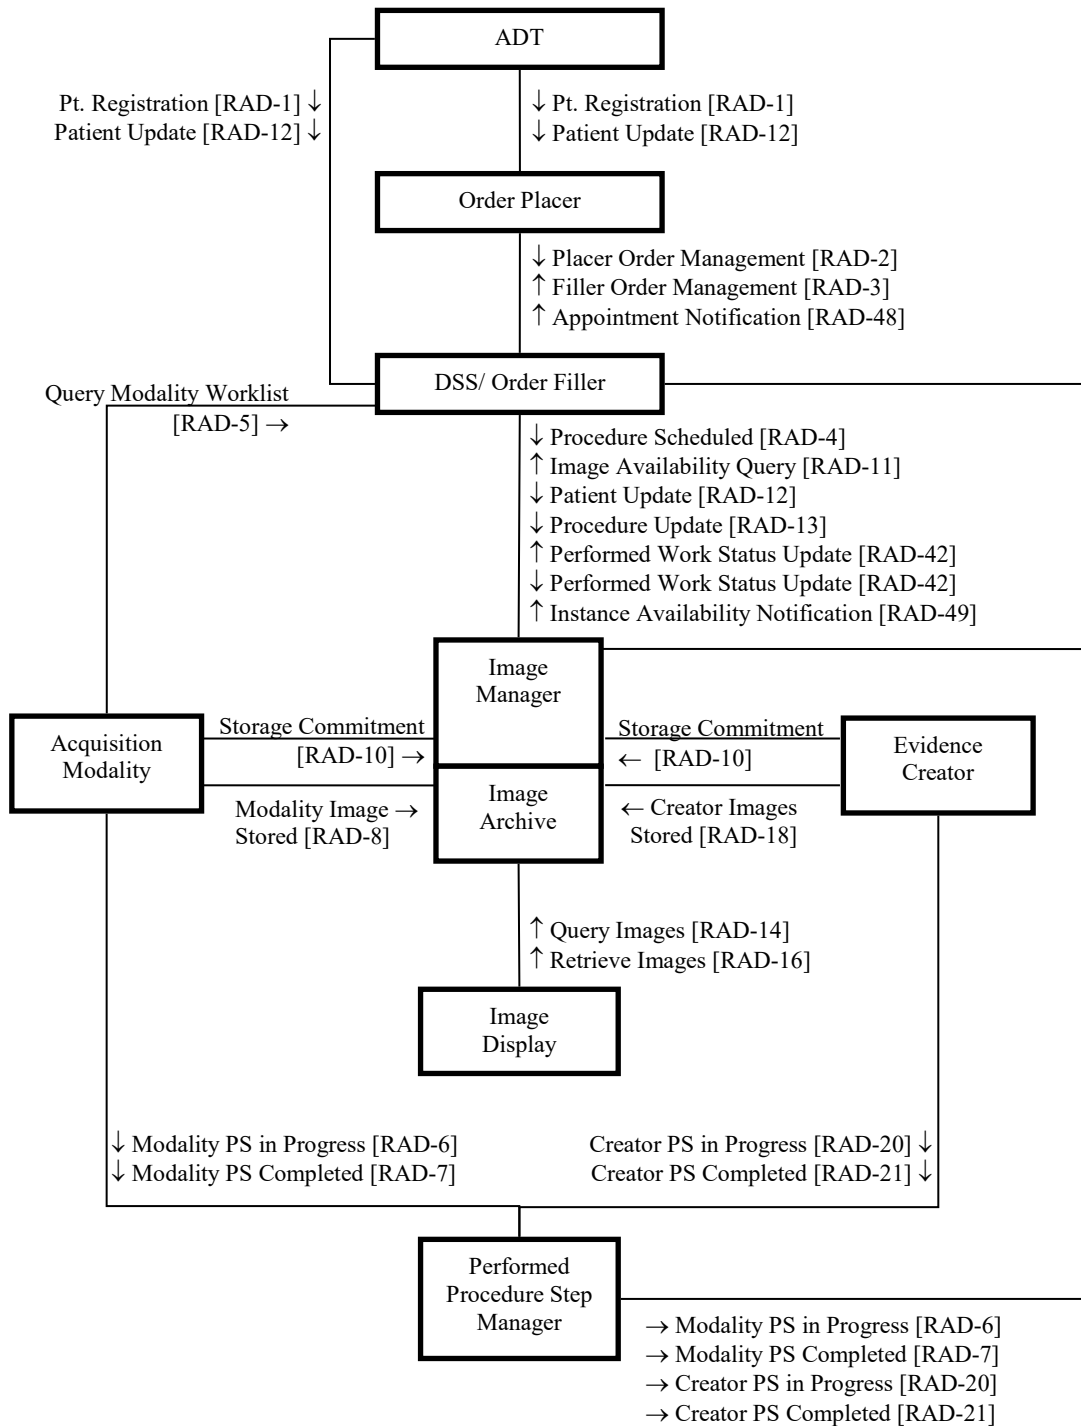 ADT
Pt. Registration [RAD-1] ↓
Patient Update [RAD-12] ↓
↓ Pt. Registration [RAD-1]
↓ Patient Update [RAD-12]
Order Placer
↓ Placer Order Management [RAD-2]
↑ Filler Order Management [RAD-3]
↑ Appointment Notification [RAD-48]
DSS/ Order Filler
Query Modality Worklist
[RAD-5] →
↓ Procedure Scheduled [RAD-4]
↑ Image Availability Query [RAD-11]
↓ Patient Update [RAD-12]
↓ Procedure Update [RAD-13]
↑ Performed Work Status Update [RAD-42]
↓ Performed Work Status Update [RAD-42]
↑ Instance Availability Notification [RAD-49]
Image
Manager
Acquisition
Modality
Storage Commitment
[RAD-10] →
Storage Commitment
← [RAD-10]
Evidence
Creator
Image
Archive
Modality Image →
Stored [RAD-8]
← Creator Images
Stored [RAD-18]
↑ Query Images [RAD-14]
↑ Retrieve Images [RAD-16]
Image
Display
↓ Modality PS in Progress [RAD-6]
↓ Modality PS Completed [RAD-7]
Creator PS in Progress [RAD-20] ↓
Creator PS Completed [RAD-21] ↓
Performed
Procedure Step
Manager
→ Modality PS in Progress [RAD-6]
→ Modality PS Completed [RAD-7]
→ Creator PS in Progress [RAD-20]
→ Creator PS Completed [RAD-21]